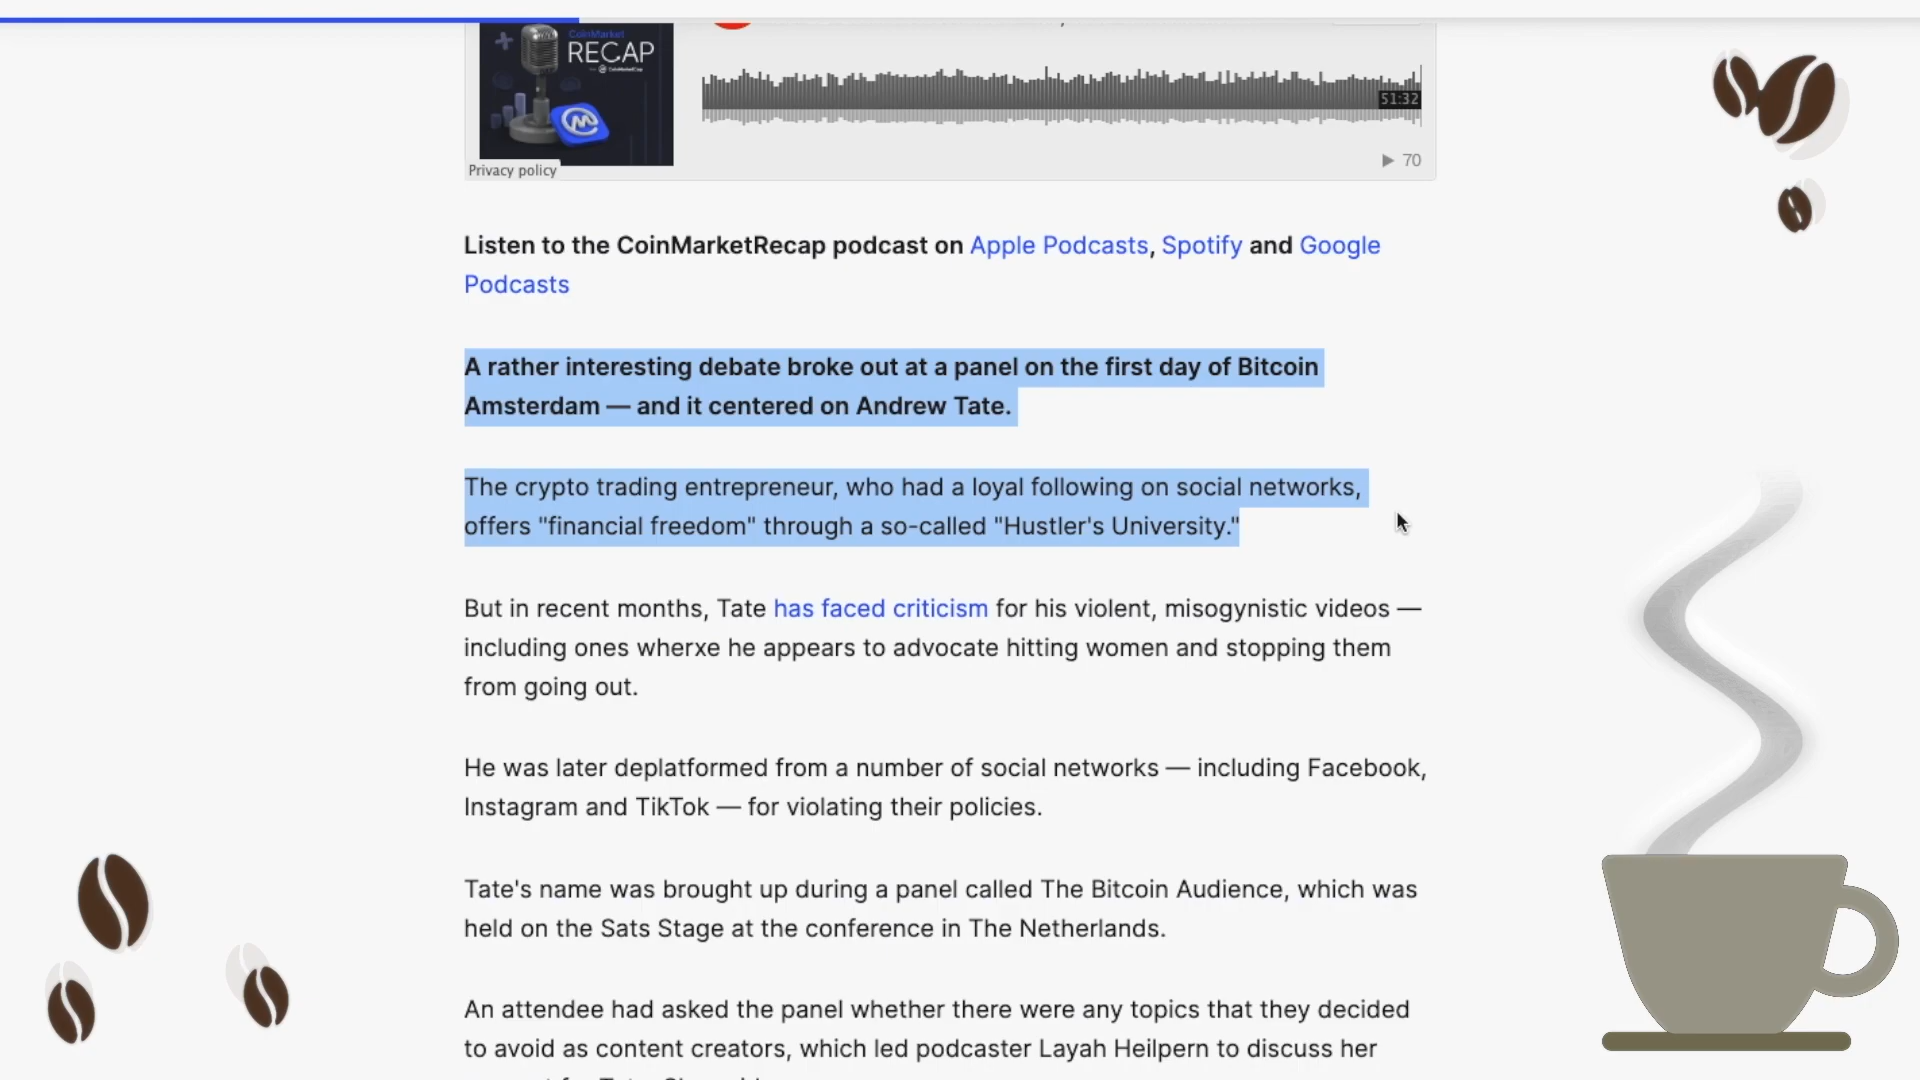 CoinMarket
RECAP
CoinMarketCap
51:32
70
Privacy policy
Listen to the CoinMarketRecap podcast on Apple Podcasts, Spotify and Google
Podcasts
A rather interesting debate broke out at a panel on the first day of Bitcoin
Amsterdam — and it centered on Andrew Tate.
The crypto trading entrepreneur, who had a loyal following on social networks,
offers "financial freedom" through a so-called "Hustler's University."
But in recent months, Tate has faced criticism for his violent, misogynistic videos —
including ones wherxe he appears to advocate hitting women and stopping them
from going out.
He was later deplatformed from a number of social networks — including Facebook,
Instagram and TikTok — for violating their policies.
Tate's name was brought up during a panel called The Bitcoin Audience, which was
held on the Sats Stage at the conference in The Netherlands.
An attendee had asked the panel whether there were any topics that they decided
to avoid as content creators, which led podcaster Layah Heilpern to discuss her